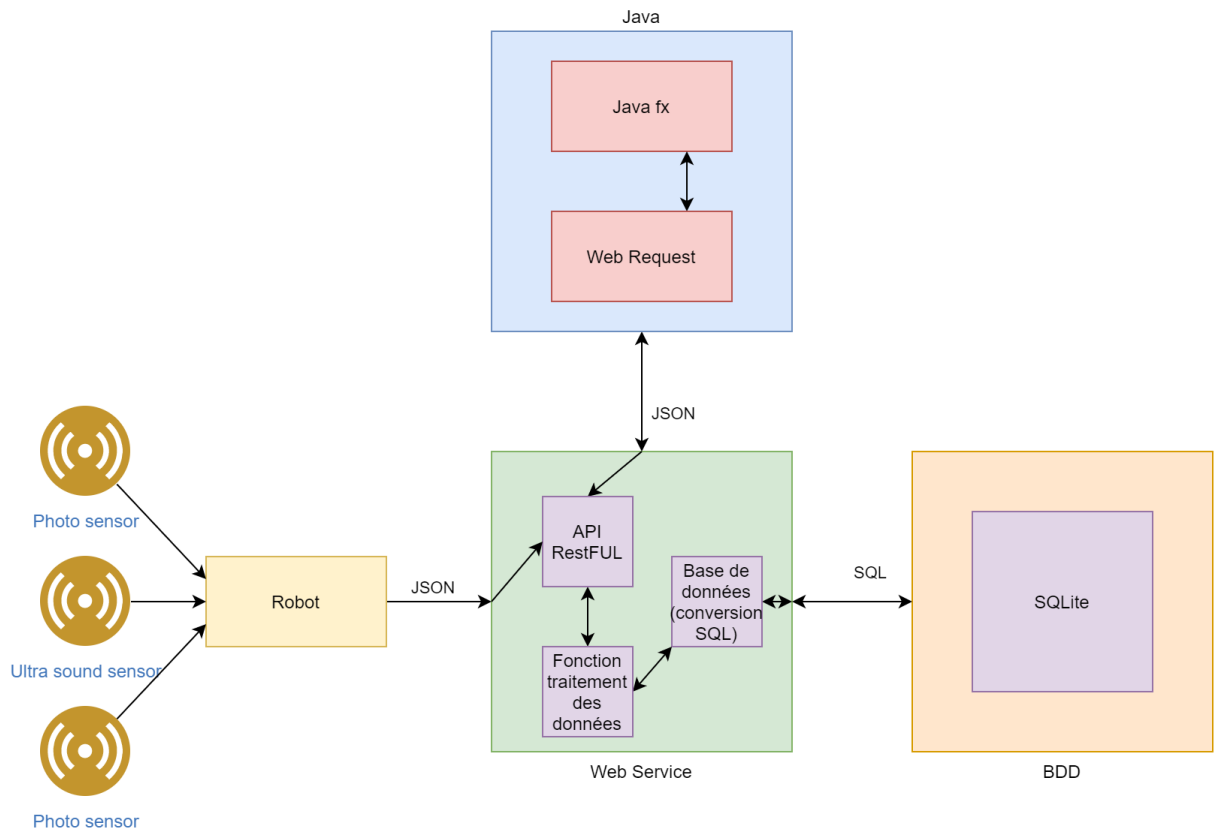 Java
Java fx
Web Request
JSON
Photo sensor
Ultra sound sensor
Photo sensor
Robot
JSON
API
RestFUL
Fonction
traitement
des
données
Base de
données
(conversion
SQL)
Web Service
SQL
SQLite
BDD